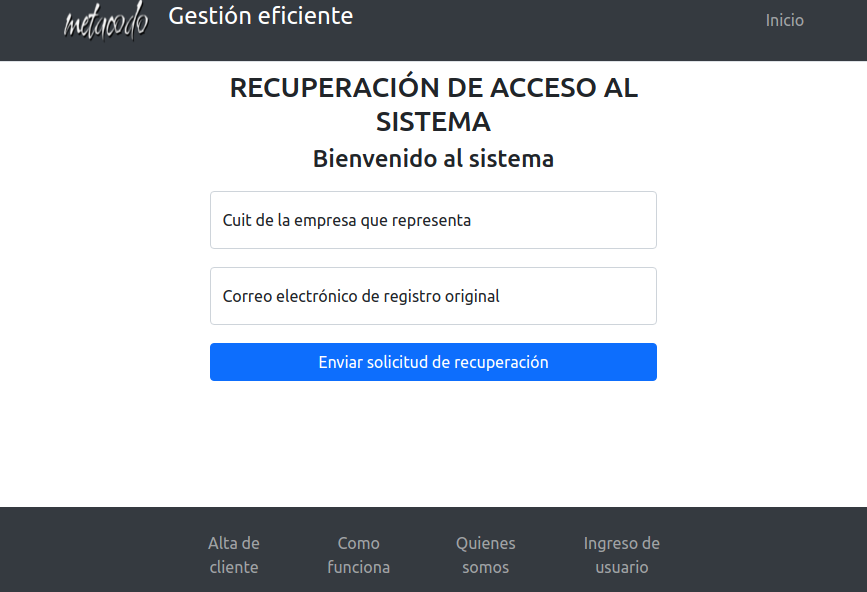 metacodo Gestión eficiente Inicio
RECUPERACIÓN DE ACCESO AL
SISTEMA
Bienvenido al sistema
Cuit de la empresa que representa
Correo electrónico de registro original
Enviar solicitud de recuperación
Alta de cliente
Como funciona
Quienes somos
Ingreso de usuario